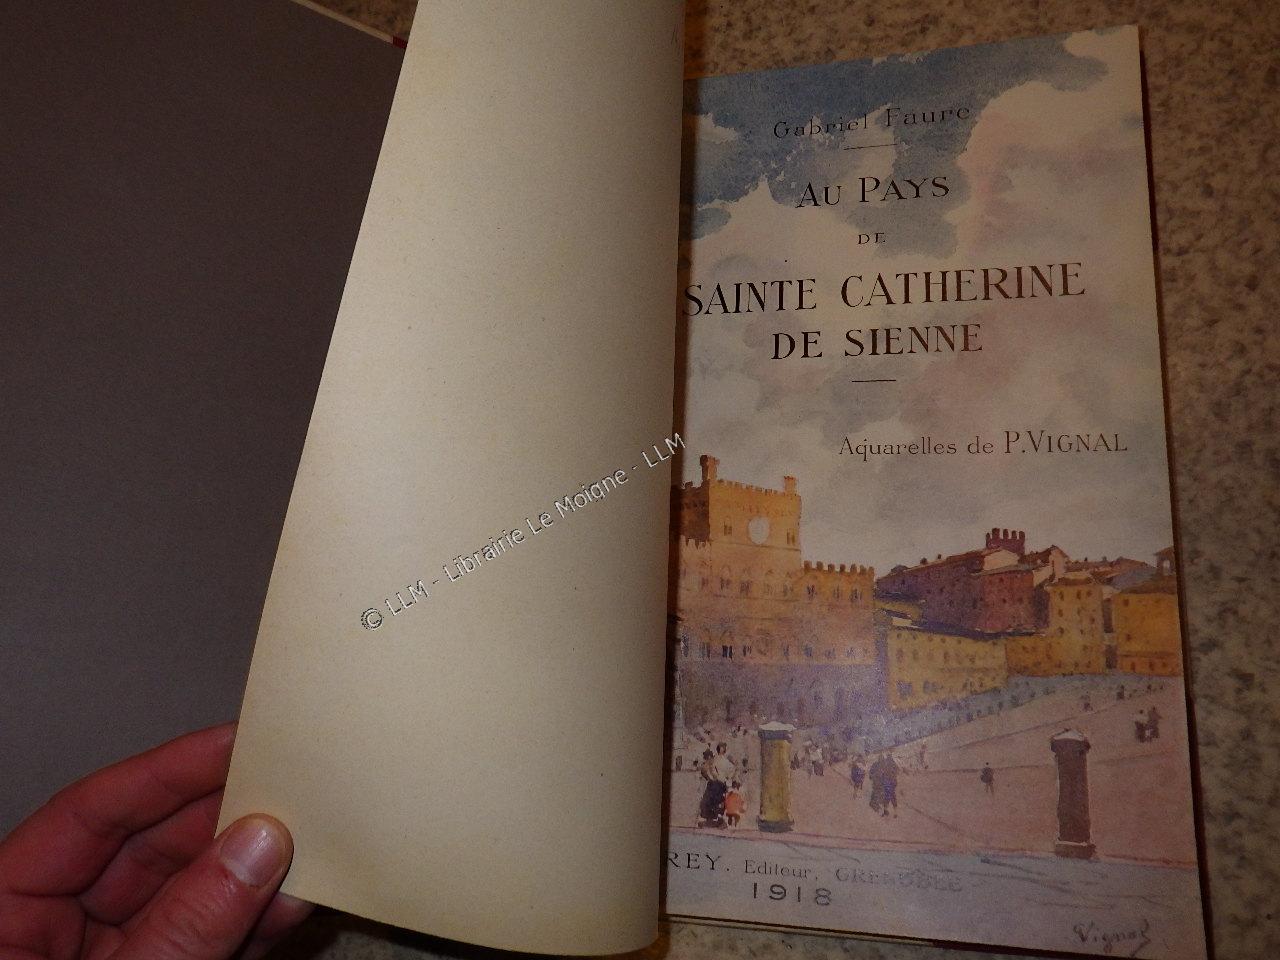 Gabriel Faure
AU PAYS
DE
SAINTE CATHERINE
DE SIENNE
Aquarelles de P. VIGNAL
© LLM - Librairie Le Moigne - LLM
REY, Editeur, GRENOBLE
1918
Vignal